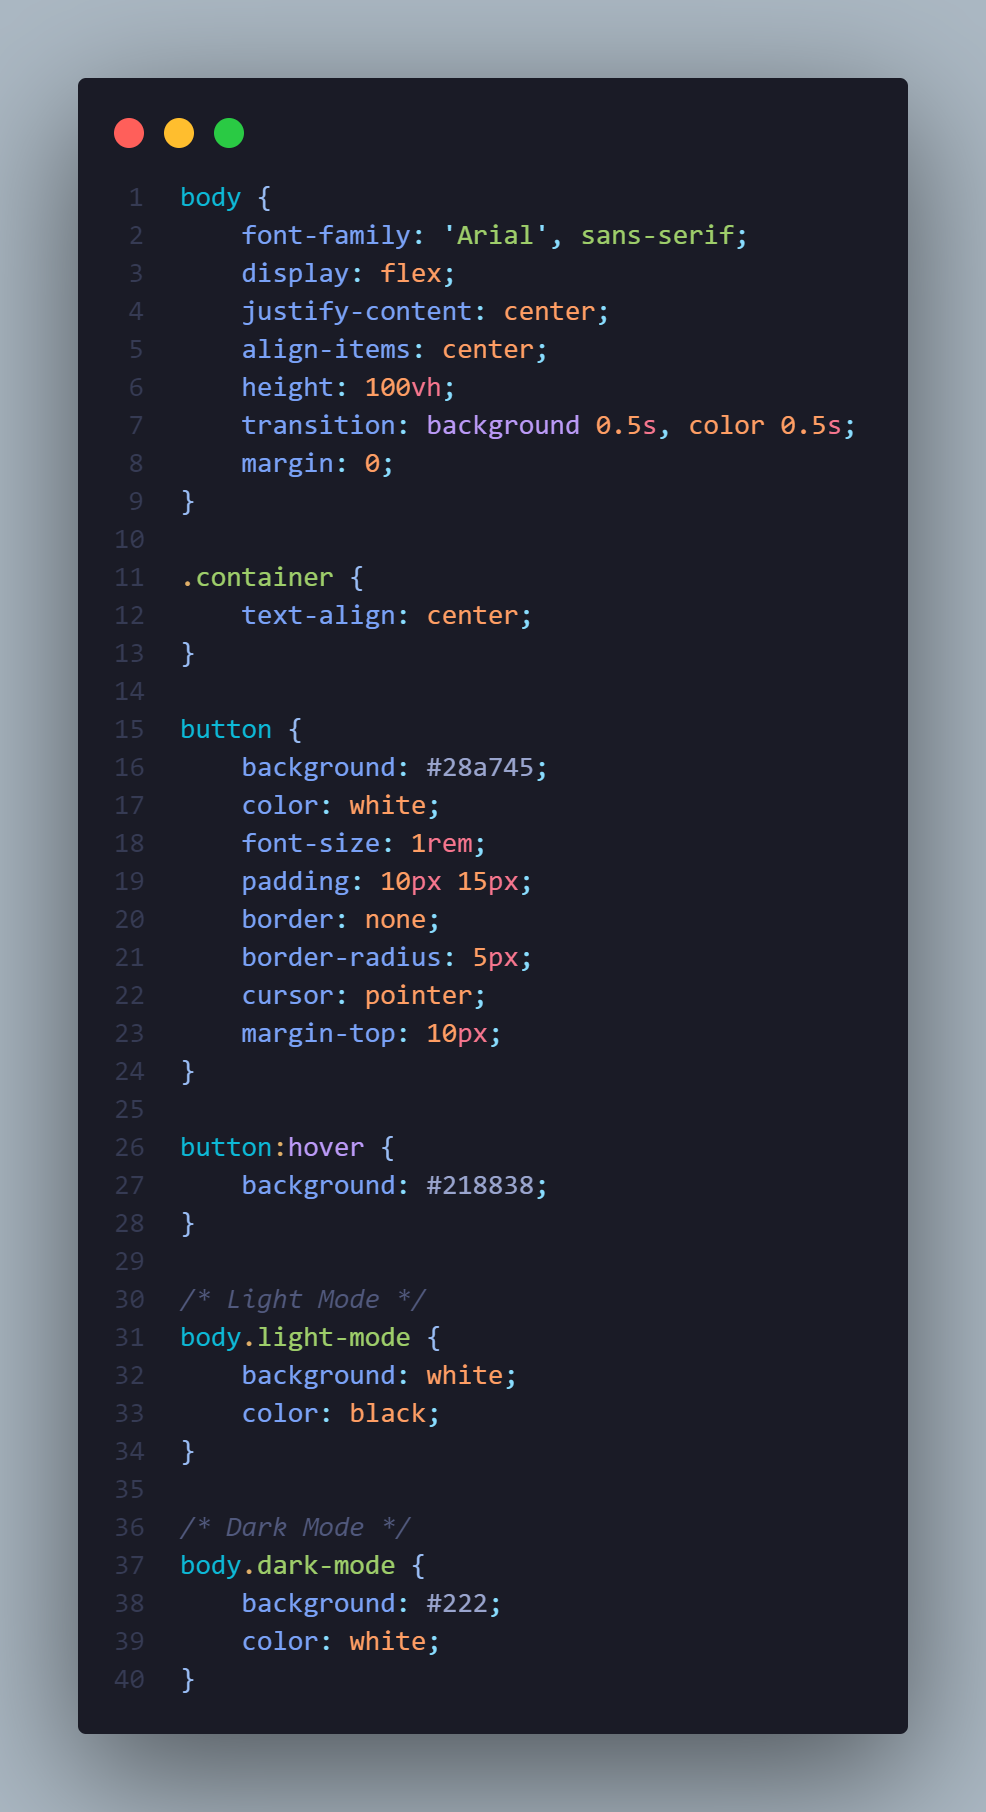 1 body {
2     font-family: 'Arial', sans-serif;
3     display: flex;
4     justify-content: center;
5     align-items: center;
6     height: 100vh;
7     transition: background 0.5s, color 0.5s;
8     margin: 0;
9 }
10
11 .container {
12     text-align: center;
13 }
14
15 button {
16     background: #28a745;
17     color: white;
18     font-size: 1rem;
19     padding: 10px 15px;
20     border: none;
21     border-radius: 5px;
22     cursor: pointer;
23     margin-top: 10px;
24 }
25
26 button:hover {
27     background: #218838;
28 }
29
30 /* Light Mode */
31 body.light-mode {
32     background: white;
33     color: black;
34 }
35
36 /* Dark Mode */
37 body.dark-mode {
38     background: #222;
39     color: white;
40 }